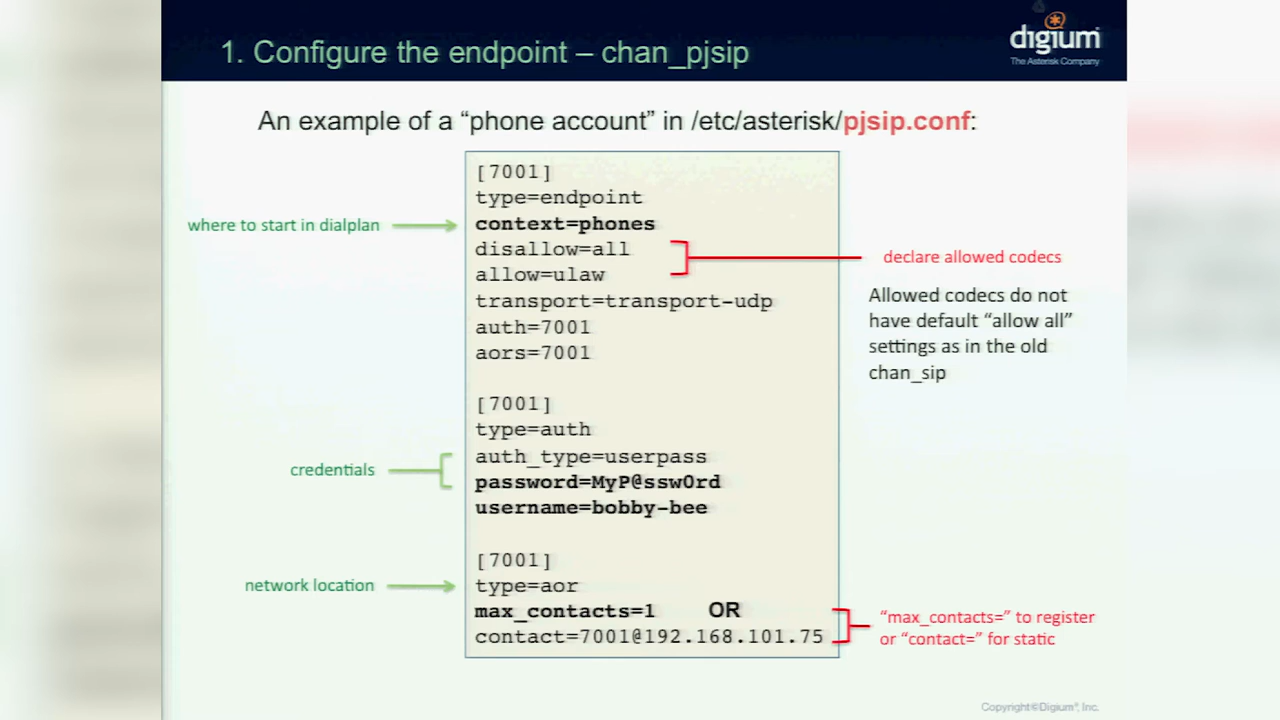 1. Configure the endpoint – chan_pjsip
digium
The Asterisk Company
An example of a “phone account” in /etc/asterisk/pjsip.conf:
[7001]
type=endpoint
where to start in dialplan
context=phones
disallow=all
declare allowed codecs
allow=ulaw
Allowed codecs do not
have default “allow all”
settings as in the old
chan_sip
transport=transport-udp
auth=7001
aors=7001
[7001]
type=auth
auth_type=userpass
credentials
password=MyP@ssw0rd
username=bobby-bee
[7001]
network location
type=aor
max_contacts=1 OR
contact=7001@192.168.101.75
“max_contacts=” to register
or “contact=” for static
Copyright©Digium®, Inc.